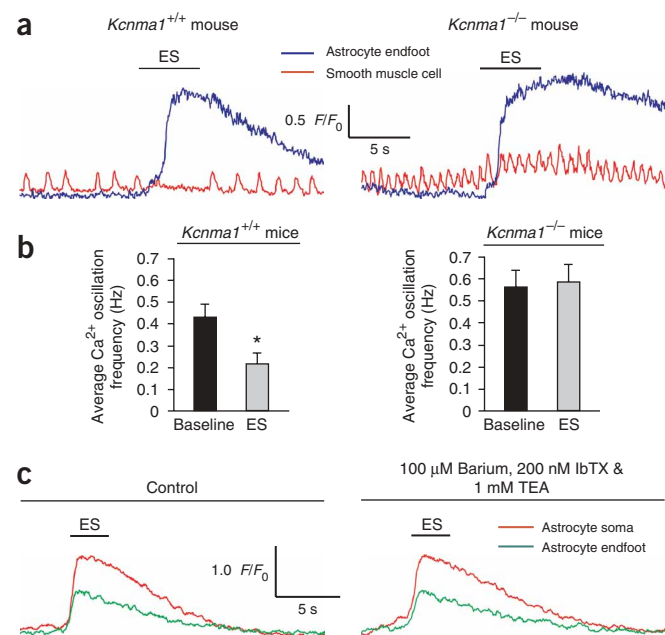 a
Kcnma1+/+ mouse
Kcnma1−/− mouse
ES
Astrocyte endfoot
Smooth muscle cell
ES
0.5 F/F0
5 s
b
Kcnma1+/+ mice
Kcnma1−/− mice
Average Ca2+ oscillation
frequency (Hz)
0.7
0.6
0.5
0.4
0.3
0.2
0.1
0
*
Baseline ES
Average Ca2+ oscillation
frequency (Hz)
0.7
0.6
0.5
0.4
0.3
0.2
0.1
0
Baseline ES
c
Control
100 μM Barium, 200 nM IbTX &
1 mM TEA
ES
1.0 F/F0
5 s
ES
Astrocyte soma
Astrocyte endfoot